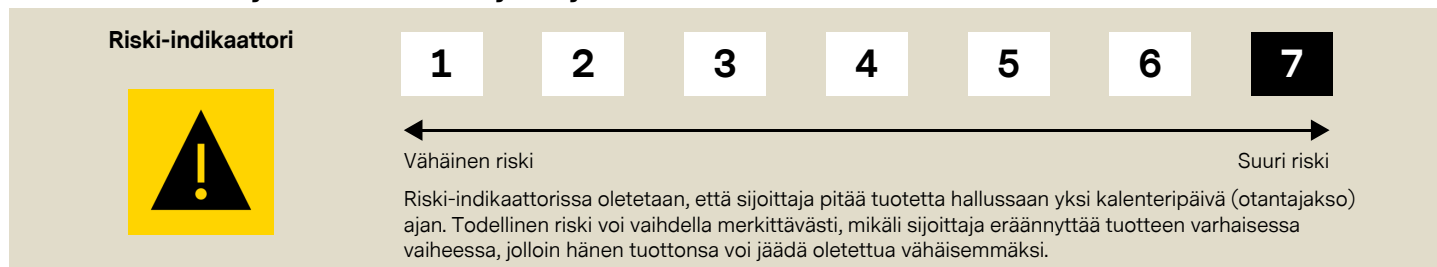 Riski-indikaattori
1 2 3 4 5 6 7
Vähäinen riski Suuri riski
Riski-indikaattorissa oletetaan, että sijoittaja pitää tuotetta hallussaan yksi kalenteripäivä (otantajakso)
ajan. Todellinen riski voi vaihdella merkittävästi, mikäli sijoittaja eräännyttää tuotteen varhaisessa
vaiheessa, jolloin hänen tuottonsa voi jäädä oletettua vähäisemmäksi.